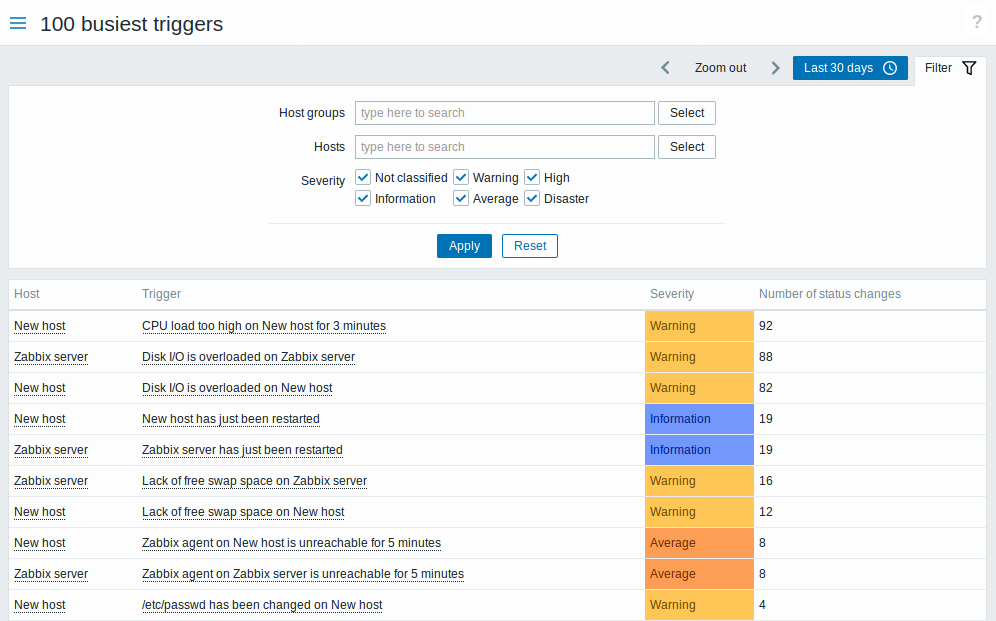 100 busiest triggers
?
Zoom out
Last 30 days
Filter
Host groups type here to search Select
Hosts type here to search Select
Severity Not classified Warning High
Information Average Disaster
Apply Reset
Host Trigger Severity Number of status changes
New host CPU load too high on New host for 3 minutes Warning 92
Zabbix server Disk I/O is overloaded on Zabbix server Warning 88
New host Disk I/O is overloaded on New host Warning 82
New host New host has just been restarted Information 19
Zabbix server Zabbix server has just been restarted Information 19
Zabbix server Lack of free swap space on Zabbix server Warning 16
New host Lack of free swap space on New host Warning 12
New host Zabbix agent on New host is unreachable for 5 minutes Average 8
Zabbix server Zabbix agent on Zabbix server is unreachable for 5 minutes Average 8
New host /etc/passwd has been changed on New host Warning 4